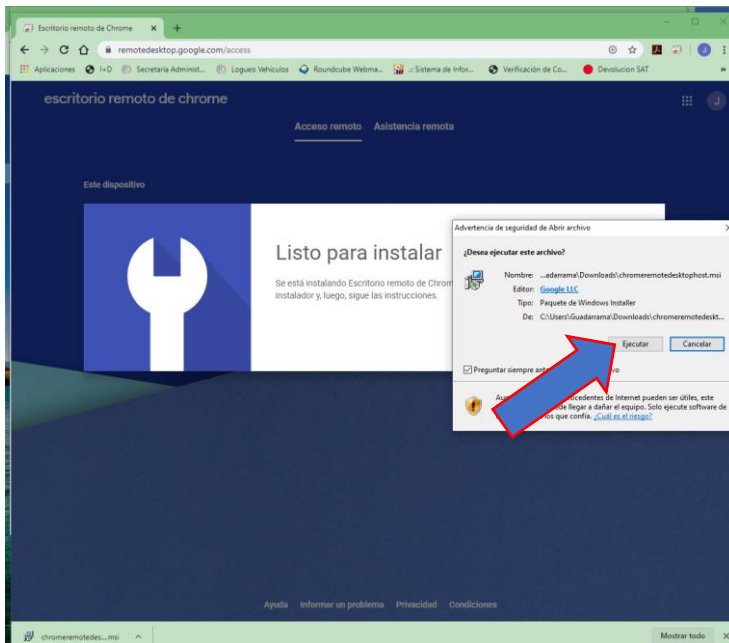 Escritorio remoto de Chrome
remotedesktop.google.com/access
Aplicaciones I+D Secretaría Administ... Logueo Vehiculos Roundcube Webma... .:: Sistema de Infor... Verificación de Co... Devolucion SAT »
escritorio remoto de chrome
J
Acceso remoto Asistencia remota
Este dispositivo
Listo para instalar
Se está instalando Escritorio remoto de Chrom
instalador y, luego, sigue las instrucciones.
Advertencia de seguridad de Abrir archivo
¿Desea ejecutar este archivo?
Nombre: ...adarrama\Downloads\chromeremotedesktophost.msi
Editor: Google LLC
Tipo: Paquete de Windows Installer
De: C:\Users\Guadarrama\Downloads\chromeremotedeskt...
Ejecutar Cancelar
Preguntar siempre vo
ocedentes de Internet pueden ser útiles, este
ede llegar a dañar el equipo. Solo ejecute software de
los que confía. ¿Cuál es el riesgo?
Ayuda Informar un problema Privacidad Condiciones
chromeremotedes....msi Mostrar todo